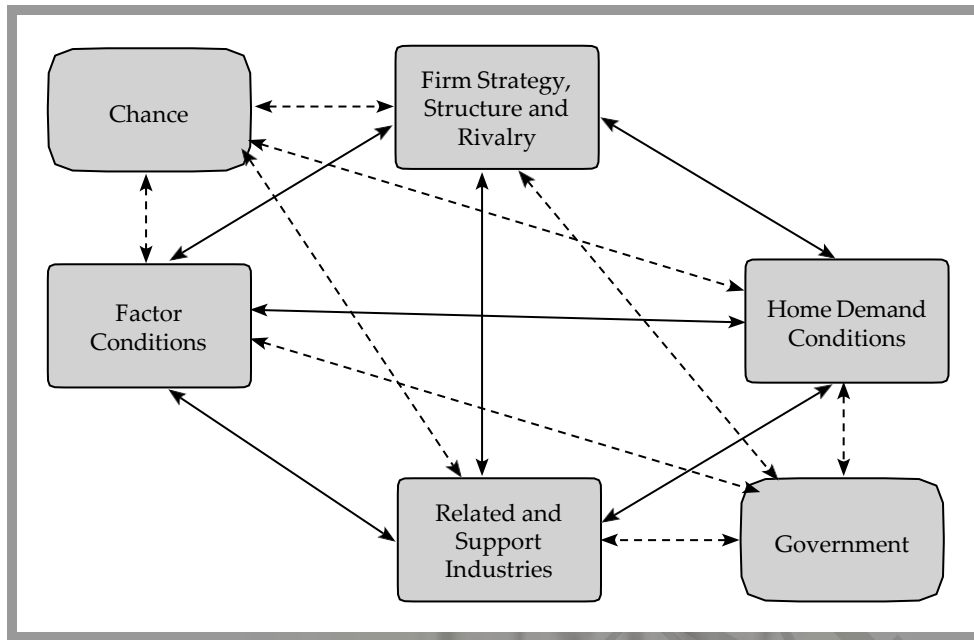 Chance
Firm Strategy,
Structure and
Rivalry
Factor
Conditions
Home Demand
Conditions
Related and
Support
Industries
Government